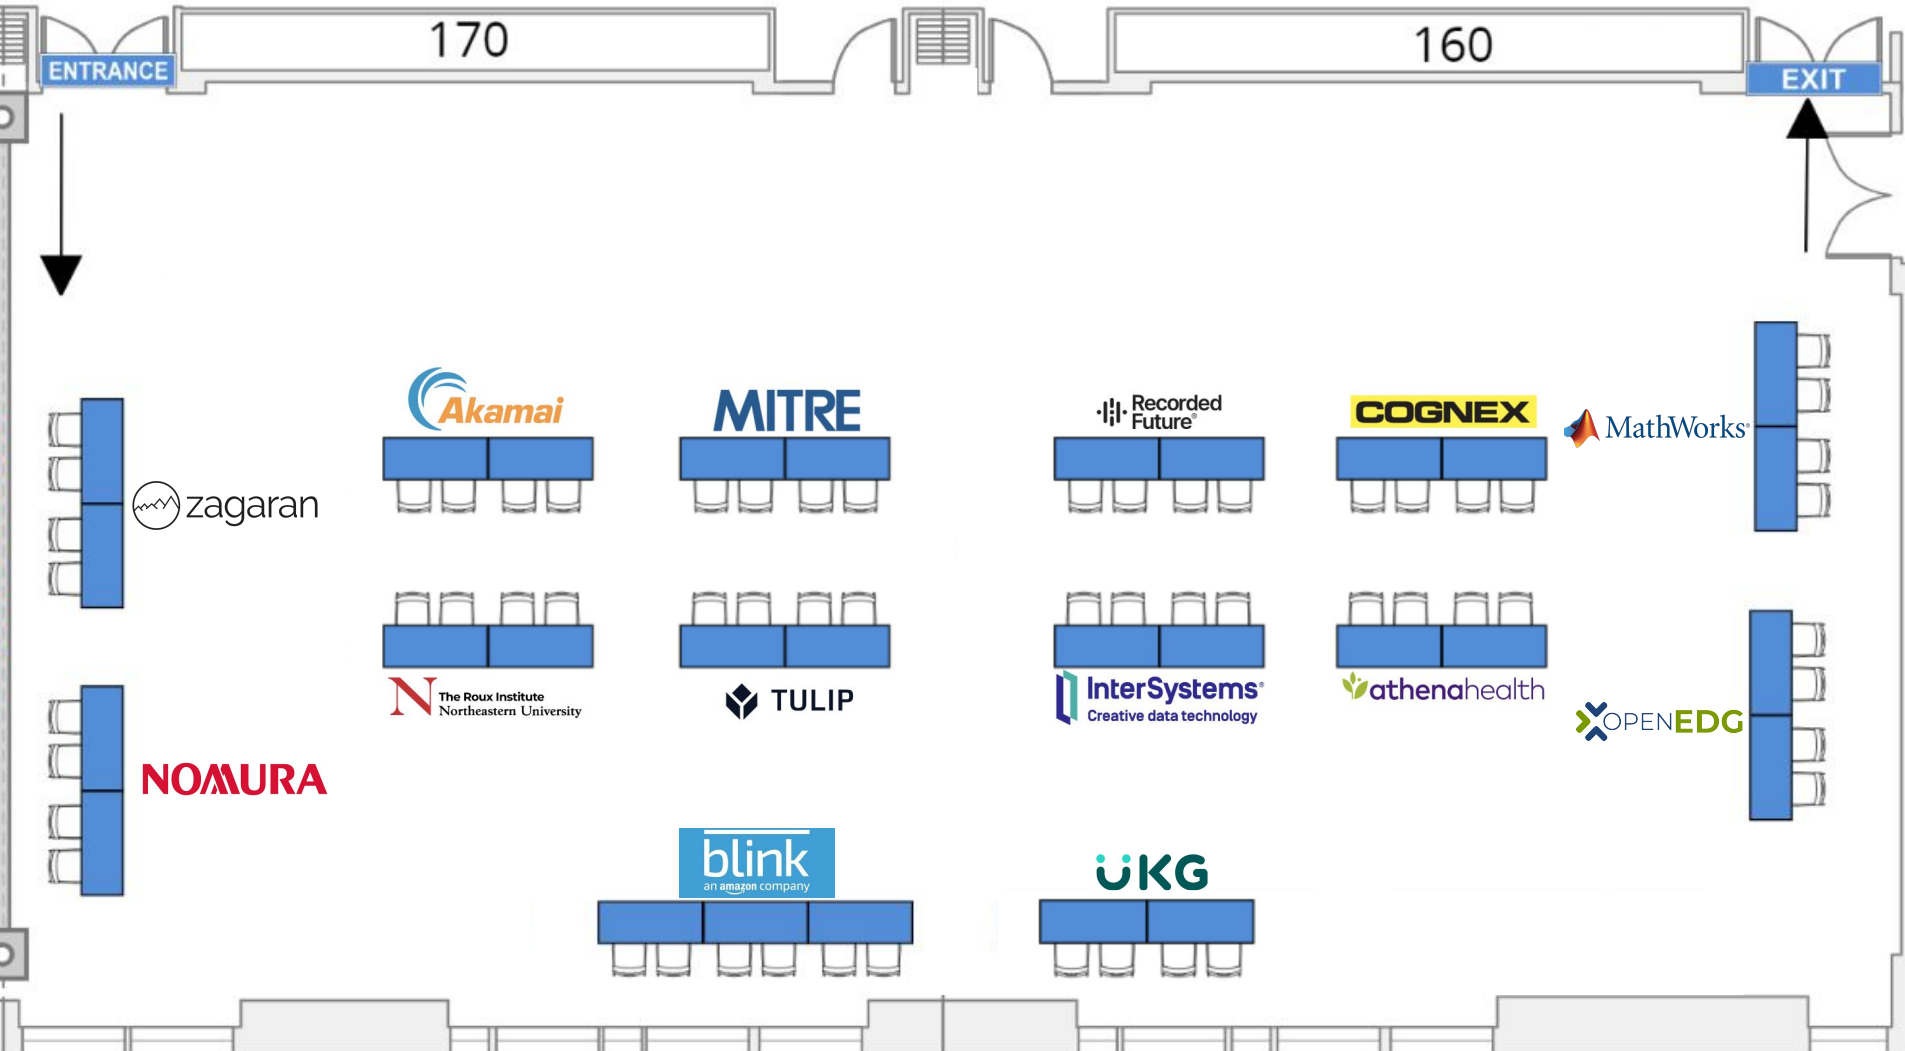 170
160
ENTRANCE
EXIT
Akamai
MITRE
Recorded
Future®
COGNEX
MathWorks®
zagaran
The Roux Institute
Northeastern University
N
TULIP
InterSystems®
Creative data technology
athenahealth
OPENEDG
NOMURA
blink
an amazon company
UKG